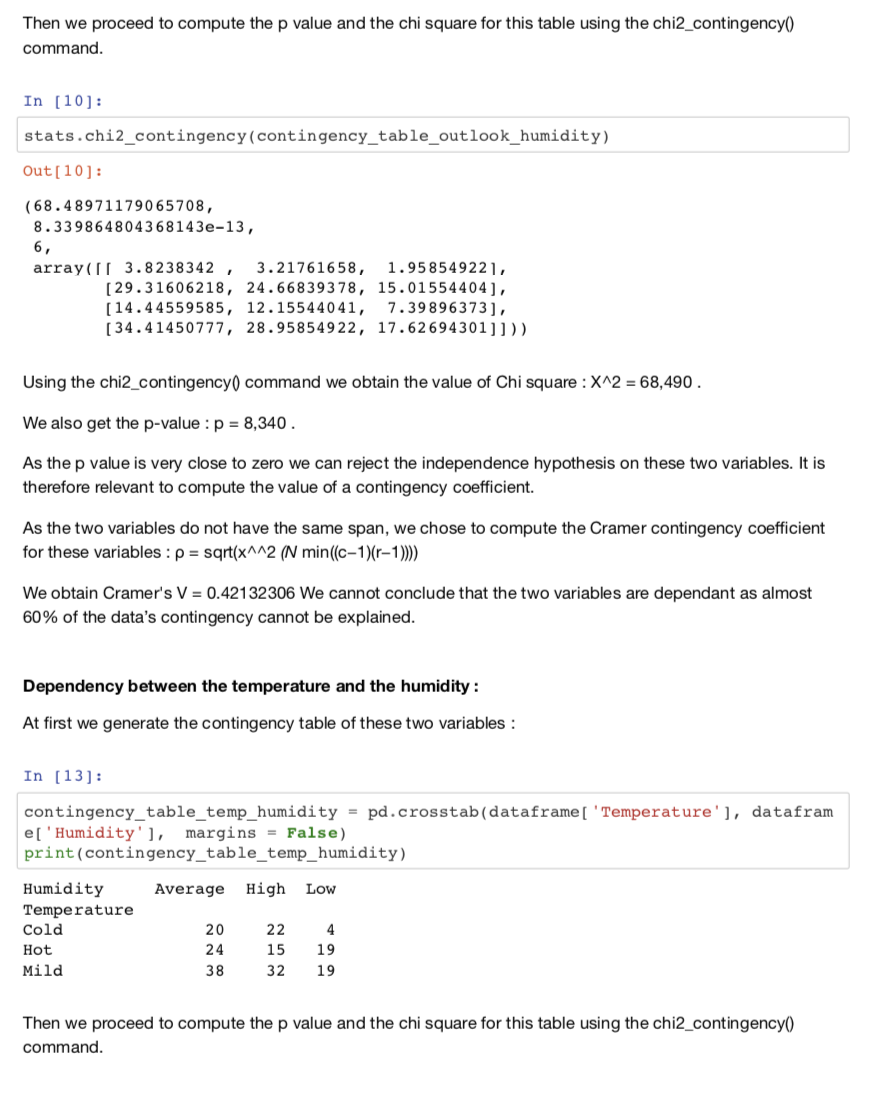 Then we proceed to compute the p value and the chi square for this table using the chi2_contingency()
command.
In [10]:
stats.chi2_contingency(contingency_table_outlook_humidity)
Out[10]:
(68.48971179065708,
 8.339864804368143e-13,
 6,
 array([[ 3.8238342 ,  3.21761658,  1.95854922],
        [29.31606218, 24.66839378, 15.01554404],
        [14.44559585, 12.15544041,  7.39896373],
        [34.41450777, 28.95854922, 17.62694301]]))
Using the chi2_contingency() command we obtain the value of Chi square : X^2 = 68,490 .
We also get the p-value : p = 8,340 .
As the p value is very close to zero we can reject the independence hypothesis on these two variables. It is
therefore relevant to compute the value of a contingency coefficient.
As the two variables do not have the same span, we chose to compute the Cramer contingency coefficient
for these variables : ρ = sqrt(x^^2 (N min((c−1)(r−1))))
We obtain Cramer's V = 0.42132306 We cannot conclude that the two variables are dependant as almost
60% of the data’s contingency cannot be explained.
Dependency between the temperature and the humidity :
At first we generate the contingency table of these two variables :
In [13]:
contingency_table_temp_humidity = pd.crosstab(dataframe['Temperature'], datafram
e['Humidity'],  margins = False)
print(contingency_table_temp_humidity)
Humidity     Average  High  Low
Temperature
Cold              20    22    4
Hot               24    15   19
Mild              38    32   19
Then we proceed to compute the p value and the chi square for this table using the chi2_contingency()
command.